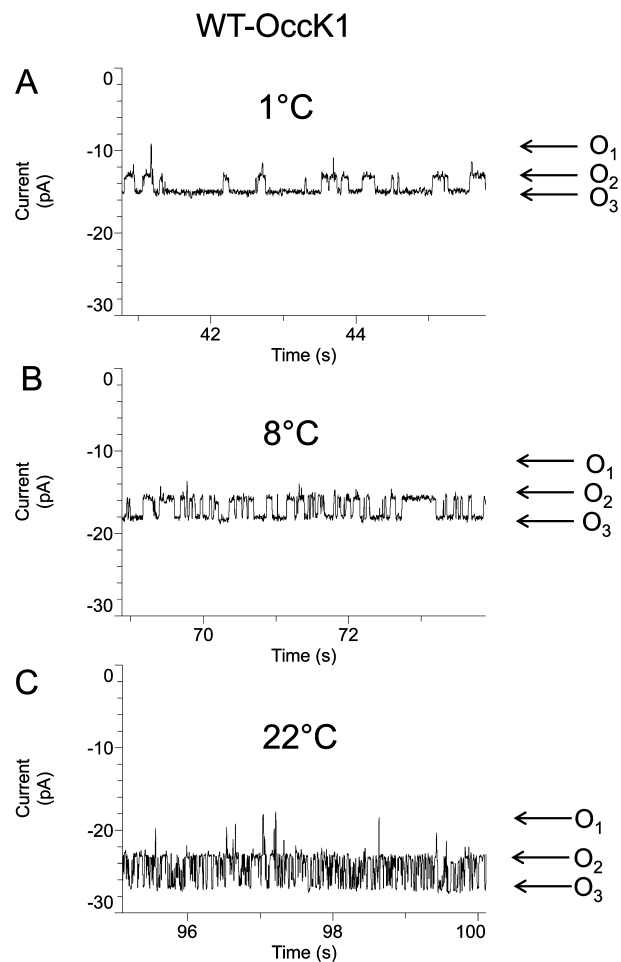 WT-OccK1
A
1°C
Current
(pA)
0
-10
-20
-30
42
44
Time (s)
O₁
O₂
O₃
B
8°C
Current
(pA)
0
-10
-20
-30
70
72
Time (s)
O₁
O₂
O₃
C
22°C
Current
(pA)
0
-10
-20
-30
96
98
100
Time (s)
O₁
O₂
O₃